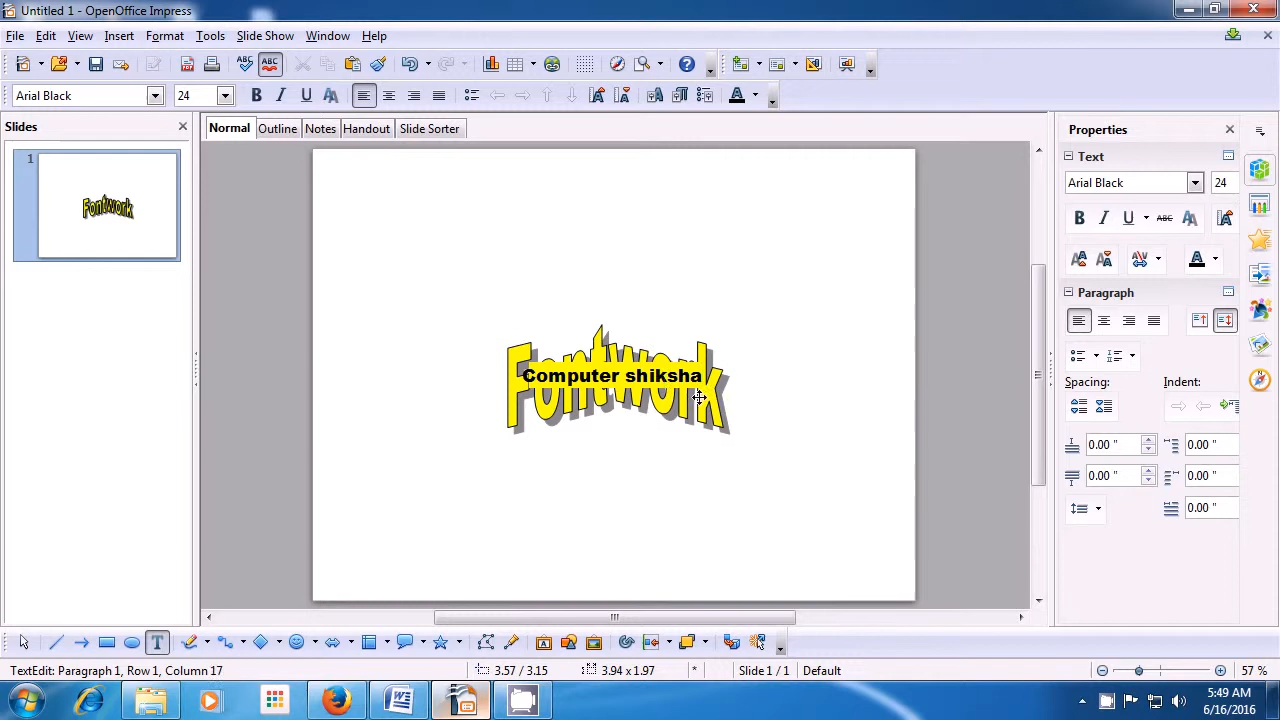 Untitled 1 - OpenOffice Impress
File Edit View Insert Format Tools Slide Show Window Help
Arial Black 24
Slides
Normal Outline Notes Handout Slide Sorter
Properties
1
Fontwork
Text
Arial Black 24
Paragraph
Fontwork
Computer shiksha
Spacing: Indent:
0.00 " 0.00 "
0.00 " 0.00 "
0.00 "
TextEdit: Paragraph 1, Row 1, Column 17 3.57 / 3.15 3.94 x 1.97 * Slide 1 / 1 Default 57 %
5:49 AM
6/16/2016